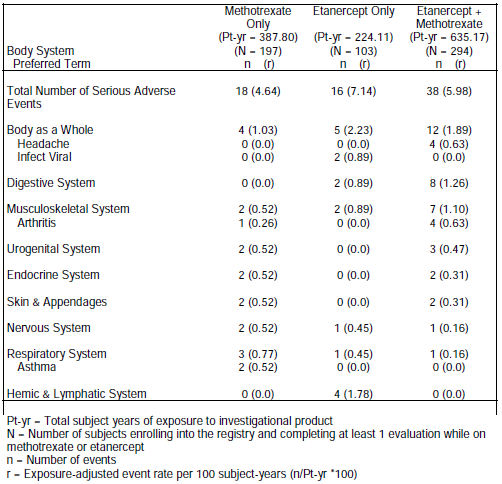 Methotrexate Etanercept Only Etanercept +
Only (Pt-yr = 224.11) Methotrexate
(Pt-yr = 387.80) (N = 103) (Pt-yr = 635.17)
Body System (N = 197) n (r) (N = 294)
Preferred Term n (r) n (r)
Total Number of Serious Adverse 18 (4.64) 16 (7.14) 38 (5.98)
Events
Body as a Whole 4 (1.03) 5 (2.23) 12 (1.89)
Headache 0 (0.0) 0 (0.0) 4 (0.63)
Infect Viral 0 (0.0) 2 (0.89) 0 (0.0)
Digestive System 0 (0.0) 2 (0.89) 8 (1.26)
Musculoskeletal System 2 (0.52) 2 (0.89) 7 (1.10)
Arthritis 1 (0.26) 0 (0.0) 4 (0.63)
Urogenital System 2 (0.52) 0 (0.0) 3 (0.47)
Endocrine System 2 (0.52) 0 (0.0) 2 (0.31)
Skin & Appendages 2 (0.52) 0 (0.0) 2 (0.31)
Nervous System 2 (0.52) 1 (0.45) 1 (0.16)
Respiratory System 3 (0.77) 1 (0.45) 1 (0.16)
Asthma 2 (0.52) 0 (0.0) 0 (0.0)
Hemic & Lymphatic System 0 (0.0) 4 (1.78) 0 (0.0)
Pt-yr = Total subject years of exposure to investigational product
N = Number of subjects enrolling into the registry and completing at least 1 evaluation while on
methotrexate or etanercept
n = Number of events
r = Exposure-adjusted event rate per 100 subject-years (n/Pt-yr *100)